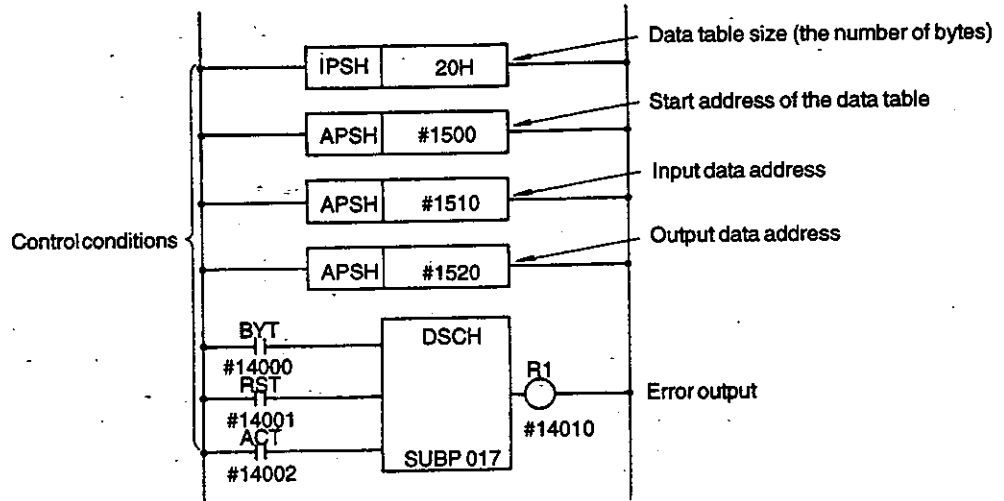 Data table size (the number of bytes)
IPSH 20H
Start address of the data table
APSH #1500
Input data address
APSH #1510
Output data address
Control conditions
APSH #1520
BYT
#14000
DSCH
RST
#14001
R1
#14010
Error output
ACT
#14002
SUBP 017